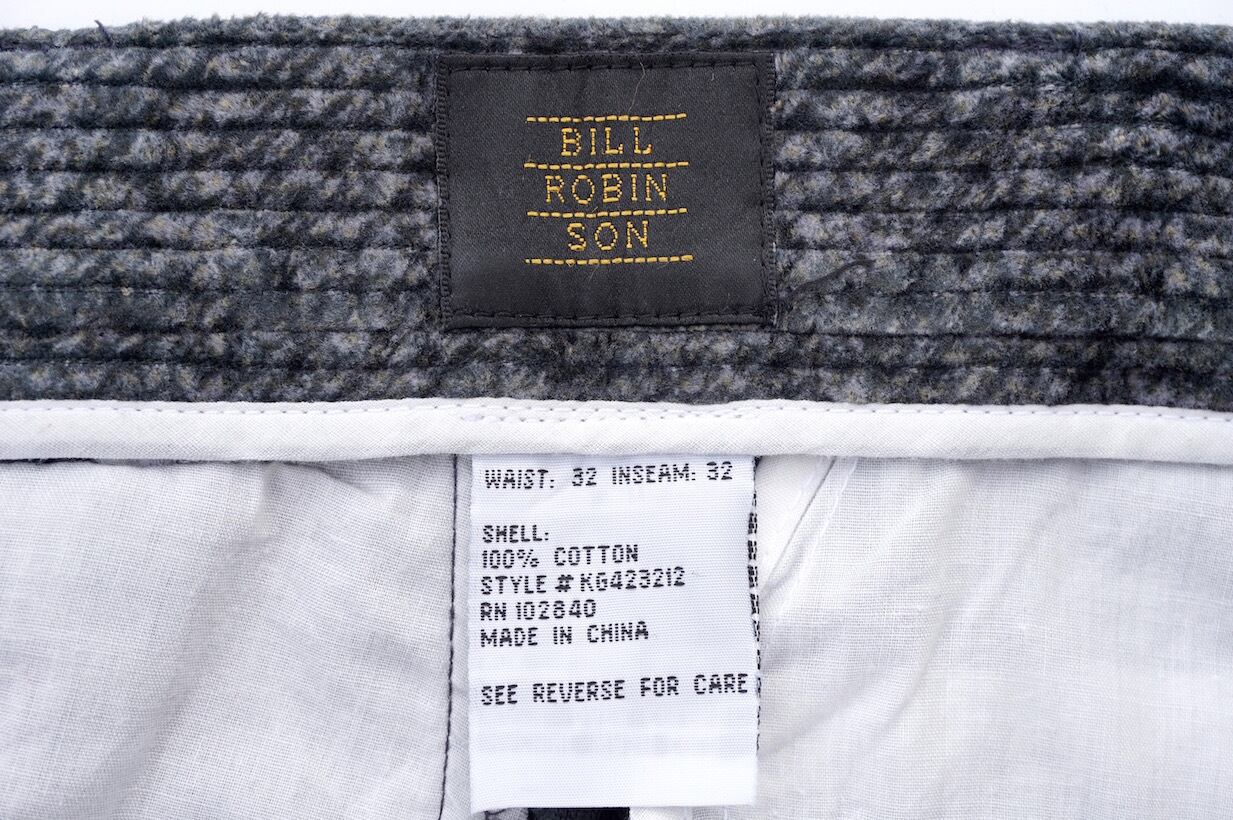 BILL
ROBIN
SON
WAIST: 32 INSEAM: 32
SHELL:
100% COTTON
STYLE # KG423212
RN 102840
MADE IN CHINA
SEE REVERSE FOR CARE